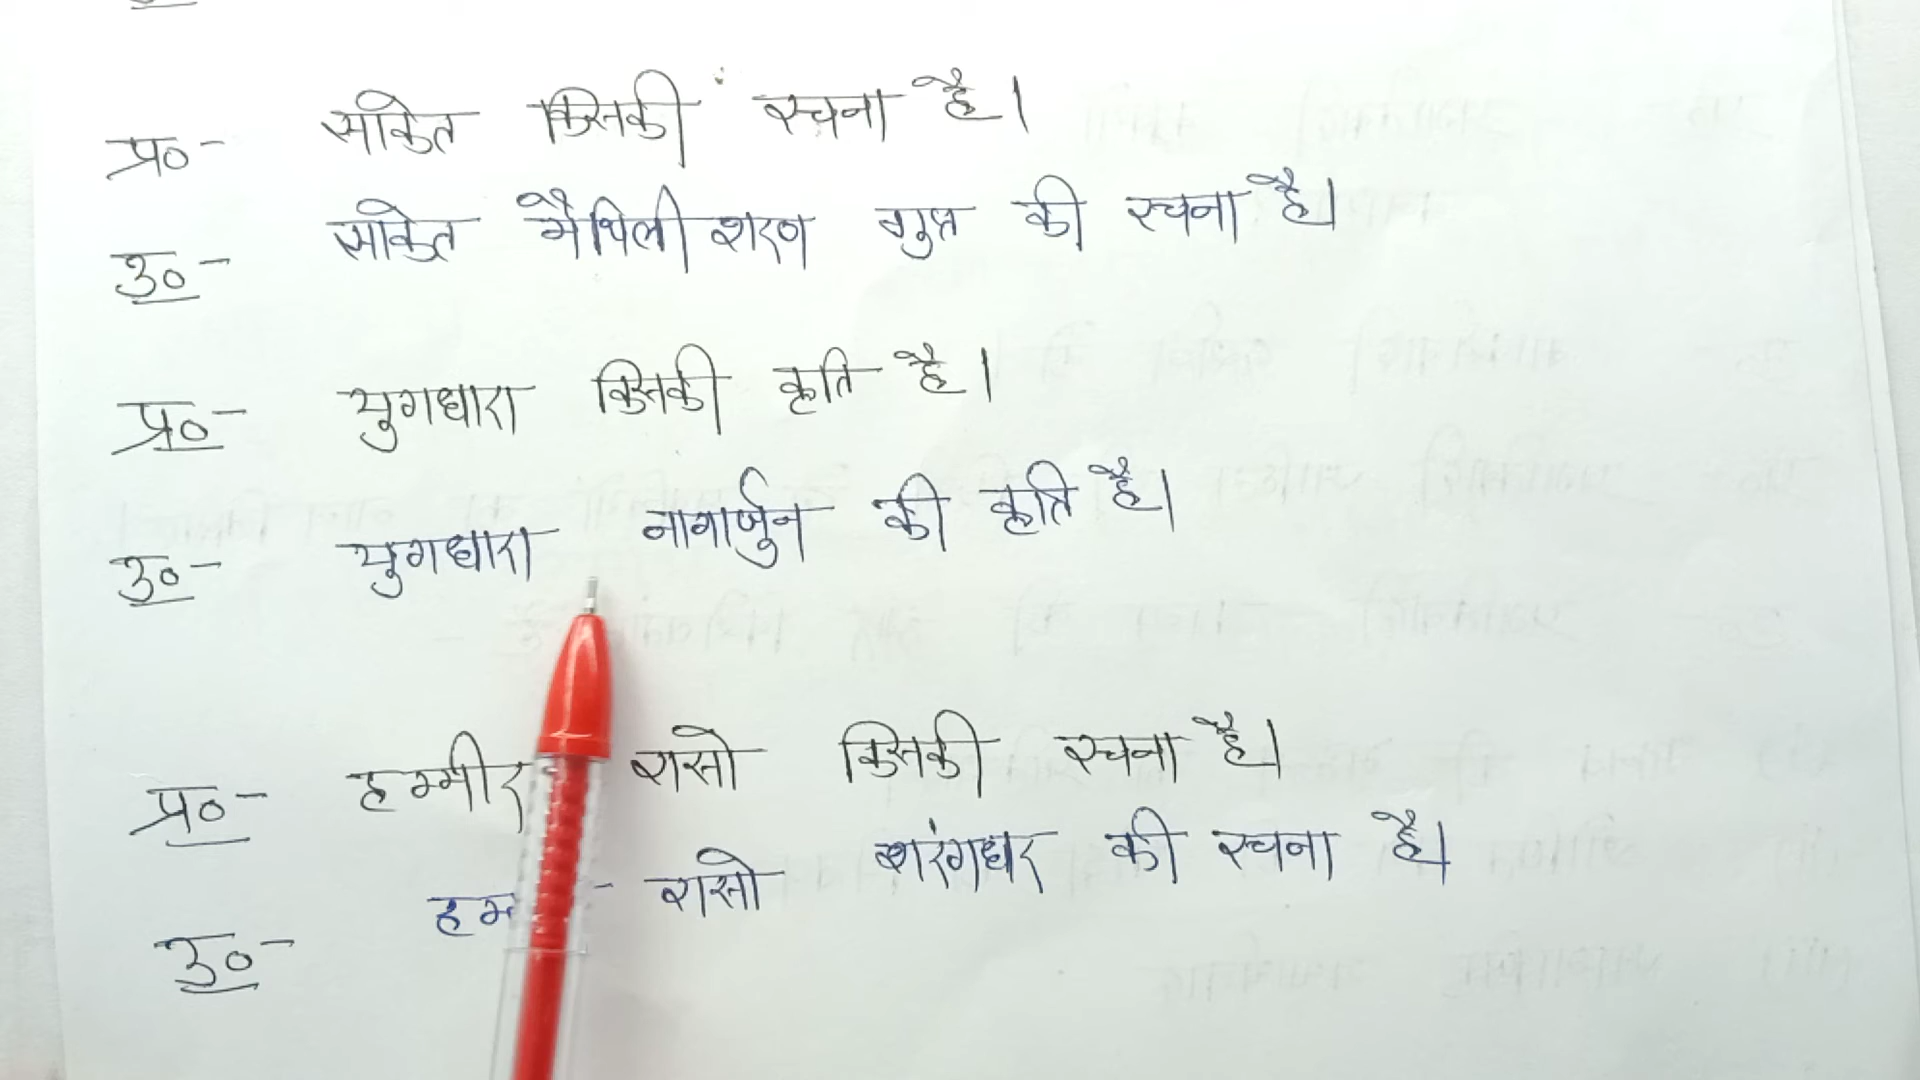 प्र०- साकेत किसकी रचना है।
उ०- साकेत मैथिलीशरण गुप्त की रचना है।
प्र०- युगधारा किसकी कृति है।
उ०- युगधारा नागार्जुन की कृति है।
प्र०- हम्मीर रासो किसकी रचना है।
उ०- रासो शारंगधर की रचना है।